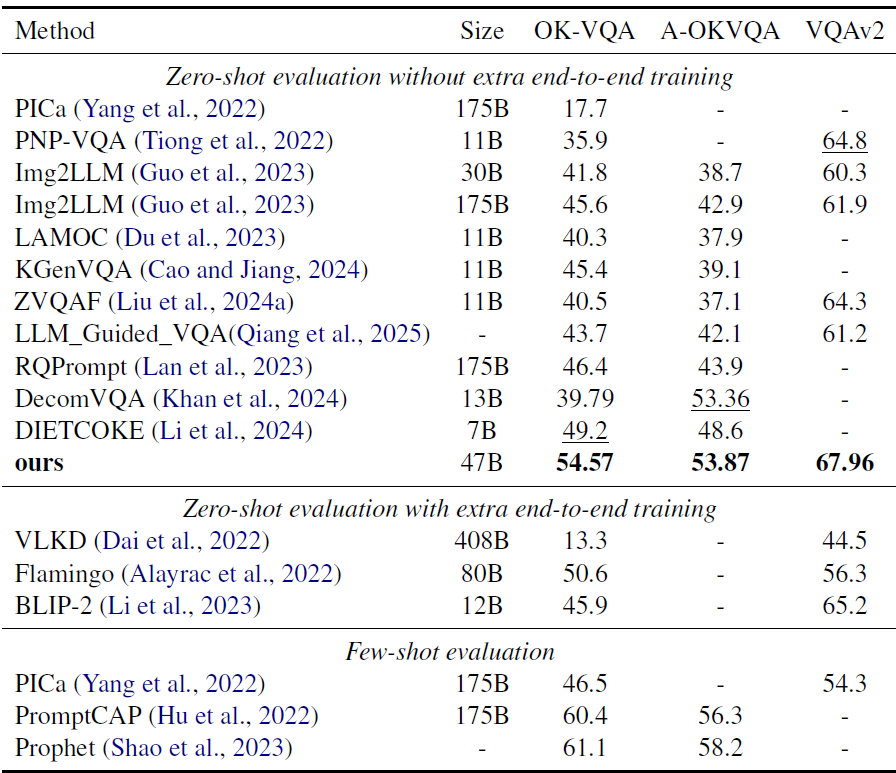 Method Size OK-VQA A-OKVQA VQAv2
Zero-shot evaluation without extra end-to-end training
PICa (Yang et al., 2022) 175B 17.7 - -
PNP-VQA (Tiong et al., 2022) 11B 35.9 - 64.8
Img2LLM (Guo et al., 2023) 30B 41.8 38.7 60.3
Img2LLM (Guo et al., 2023) 175B 45.6 42.9 61.9
LAMOC (Du et al., 2023) 11B 40.3 37.9 -
KGenVQA (Cao and Jiang, 2024) 11B 45.4 39.1 -
ZVQAF (Liu et al., 2024a) 11B 40.5 37.1 64.3
LLM_Guided_VQA(Qiang et al., 2025) - 43.7 42.1 61.2
RQPrompt (Lan et al., 2023) 175B 46.4 43.9 -
DecomVQA (Khan et al., 2024) 13B 39.79 53.36 -
DIETCOKE (Li et al., 2024) 7B 49.2 48.6 -
ours 47B 54.57 53.87 67.96
Zero-shot evaluation with extra end-to-end training
VLKD (Dai et al., 2022) 408B 13.3 - 44.5
Flamingo (Alayrac et al., 2022) 80B 50.6 - 56.3
BLIP-2 (Li et al., 2023) 12B 45.9 - 65.2
Few-shot evaluation
PICa (Yang et al., 2022) 175B 46.5 - 54.3
PromptCAP (Hu et al., 2022) 175B 60.4 56.3 -
Prophet (Shao et al., 2023) - 61.1 58.2 -